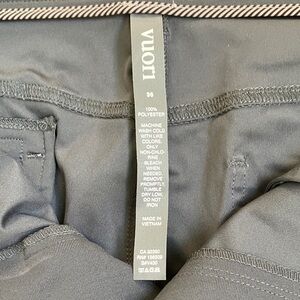 vuori
36
100%
POLYESTER
MACHINE
WASH COLD
WITH LIKE
COLORS.
ONLY
NON-CHLO-
RINE
BLEACH
WHEN
NEEDED.
REMOVE
PROMPTLY.
TUMBLE
DRY LOW.
DO NOT
IRON
MADE IN
VIETNAM